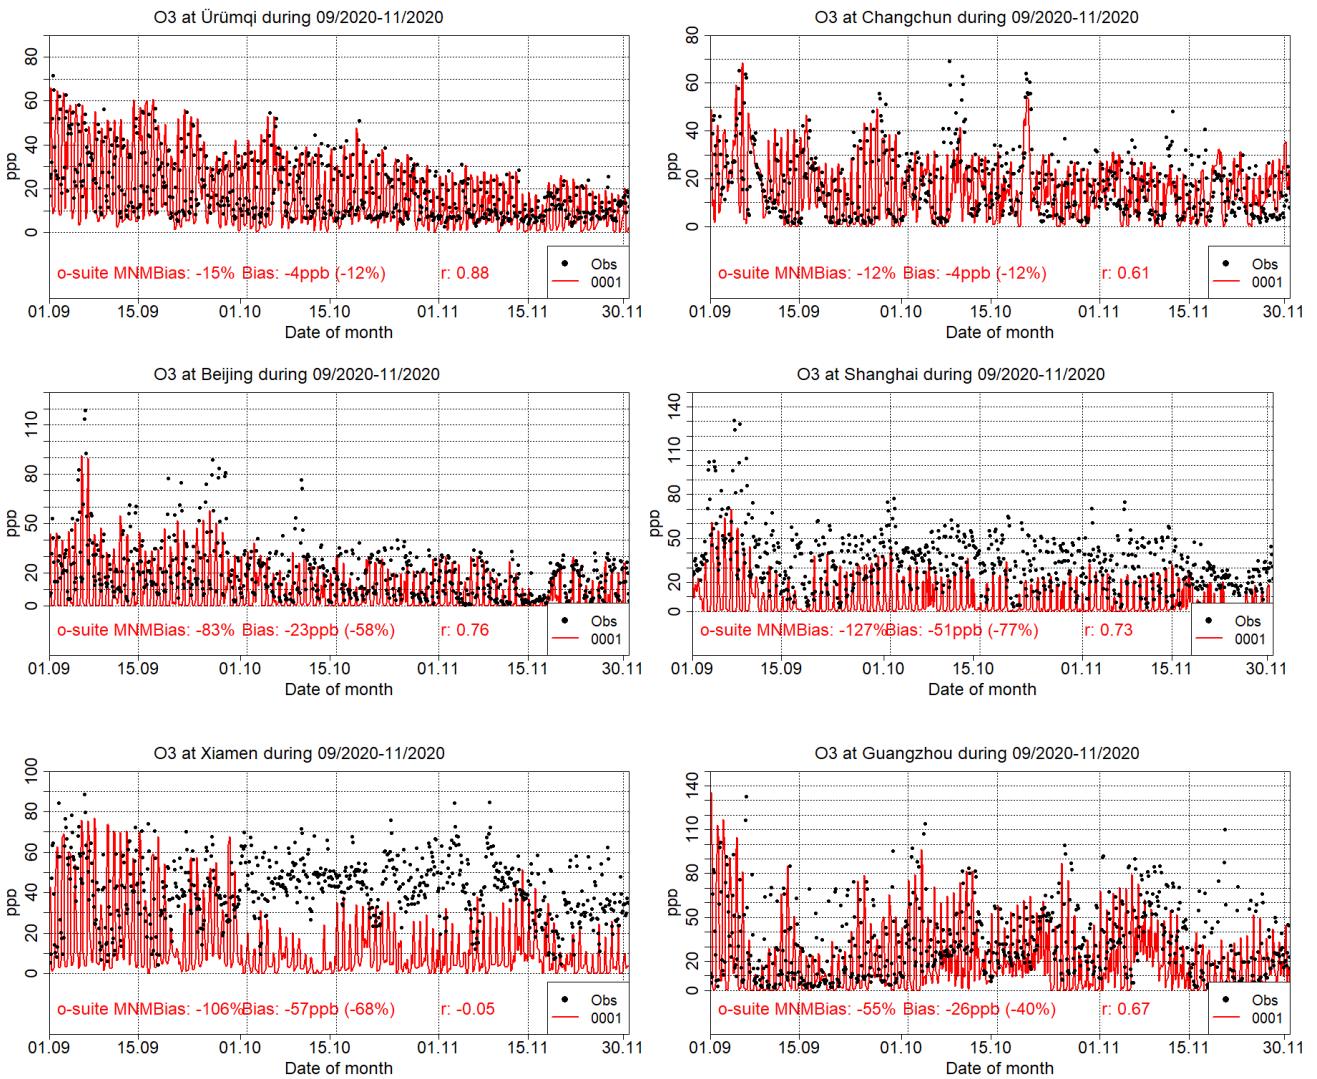 O3 at Ürümqi during 09/2020-11/2020
80
60
40
20
0
ppb
o-suite MNMBias: -15% Bias: -4ppb (-12%) r: 0.88
Obs
0001
01.09 15.09 01.10 15.10 01.11 15.11 30.11
Date of month
O3 at Changchun during 09/2020-11/2020
80
60
40
20
0
ppb
o-suite MNMBias: -12% Bias: -4ppb (-12%) r: 0.61
Obs
0001
01.09 15.09 01.10 15.10 01.11 15.11 30.11
Date of month
O3 at Beijing during 09/2020-11/2020
110
80
50
20
0
ppb
o-suite MNMBias: -83% Bias: -23ppb (-58%) r: 0.76
Obs
0001
01.09 15.09 01.10 15.10 01.11 15.11 30.11
Date of month
O3 at Shanghai during 09/2020-11/2020
140
110
80
50
20
0
ppb
o-suite MNMBias: -127% Bias: -51ppb (-77%) r: 0.73
Obs
0001
01.09 15.09 01.10 15.10 01.11 15.11 30.11
Date of month
O3 at Xiamen during 09/2020-11/2020
100
80
60
40
20
0
ppb
o-suite MNMBias: -106% Bias: -57ppb (-68%) r: -0.05
Obs
0001
01.09 15.09 01.10 15.10 01.11 15.11 30.11
Date of month
O3 at Guangzhou during 09/2020-11/2020
140
110
80
50
20
0
ppb
o-suite MNMBias: -55% Bias: -26ppb (-40%) r: 0.67
Obs
0001
01.09 15.09 01.10 15.10 01.11 15.11 30.11
Date of month